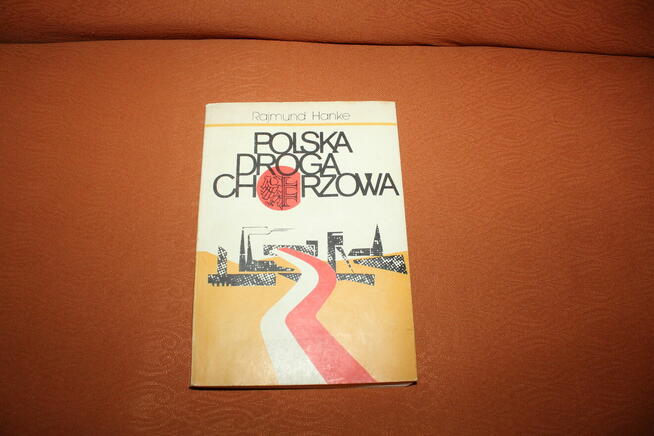 Rajmund Hanke
POLSKA
DROGA
CHORZOWA